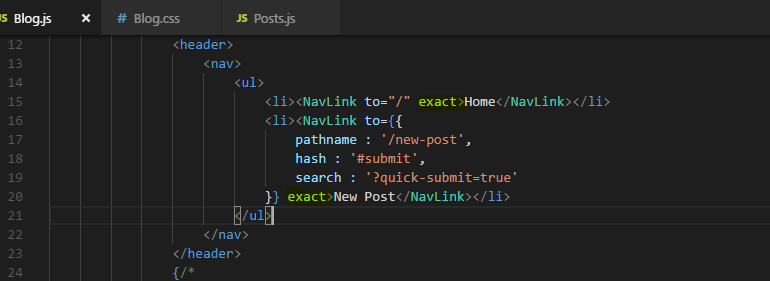 JS Blog.js × # Blog.css JS Posts.js
12 <header>
13 <nav>
14 <ul>
15 <li><NavLink to="/" exact>Home</NavLink></li>
16 <li><NavLink to={{
17 pathname : '/new-post',
18 hash : '#submit',
19 search : '?quick-submit=true'
20 }} exact>New Post</NavLink></li>
21 </ul>
22 </nav>
23 </header>
24 {/*